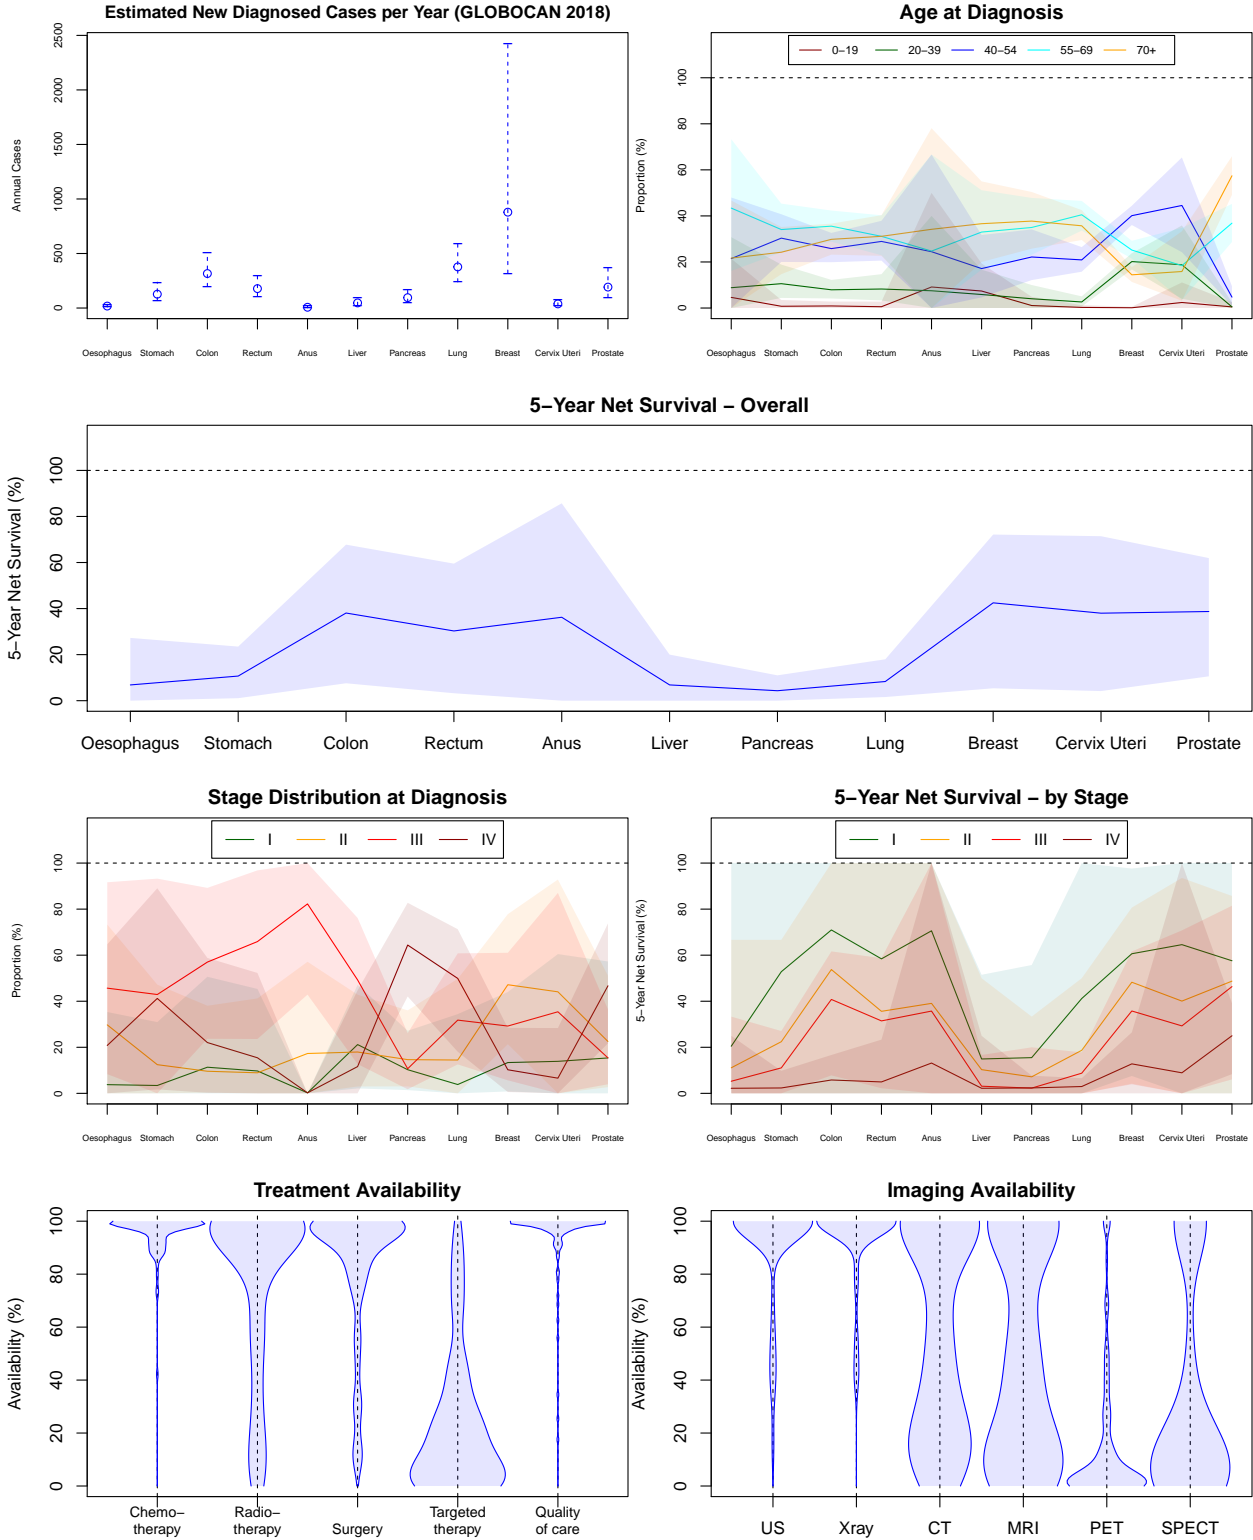 Estimated New Diagnosed Cases per Year (GLOBOCAN 2018)
Annual Cases
2500
2000
1500
1000
500
0
Oesophagus Stomach Colon Rectum Anus Liver Pancreas Lung Breast Cervix Uteri Prostate
Age at Diagnosis
0−19 20−39 40−54 55−69 70+
Proportion (%)
100
80
60
40
20
0
Oesophagus Stomach Colon Rectum Anus Liver Pancreas Lung Breast Cervix Uteri Prostate
5−Year Net Survival − Overall
5−Year Net Survival (%)
100
80
60
40
20
0
Oesophagus Stomach Colon Rectum Anus Liver Pancreas Lung Breast Cervix Uteri Prostate
Stage Distribution at Diagnosis
I II III IV
Proportion (%)
100
80
60
40
20
0
Oesophagus Stomach Colon Rectum Anus Liver Pancreas Lung Breast Cervix Uteri Prostate
5−Year Net Survival − by Stage
I II III IV
5−Year Net Survival (%)
100
80
60
40
20
0
Oesophagus Stomach Colon Rectum Anus Liver Pancreas Lung Breast Cervix Uteri Prostate
Treatment Availability
Availability (%)
100
80
60
40
20
0
Chemo−
therapy
Radio−
therapy
Surgery
Targeted
therapy
Quality
of care
Imaging Availability
Availability (%)
100
80
60
40
20
0
US Xray CT MRI PET SPECT